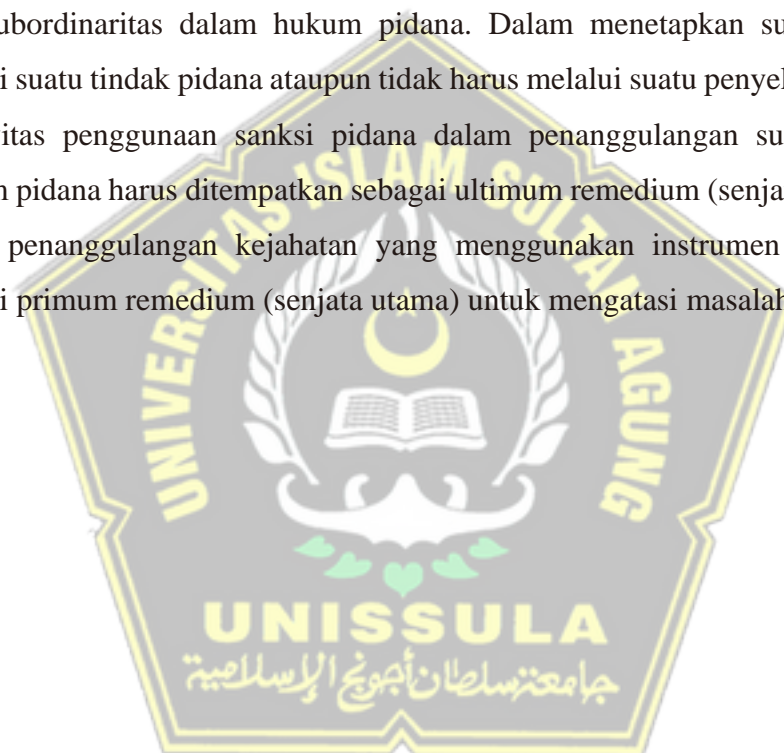 ubordinaritas dalam hukum pidana. Dalam menetapkan su
i suatu tindak pidana ataupun tidak harus melalui suatu penyel
itas penggunaan sanksi pidana dalam penanggulangan su
n pidana harus ditempatkan sebagai ultimum remedium (senja
penanggulangan kejahatan yang menggunakan instrumen
i primum remedium (senjata utama) untuk mengatasi masalah
UNIVERSITAS ISLAM SULTAN AGUNG
UNISSULA
جامعتسلطان أجونج الإسلامية